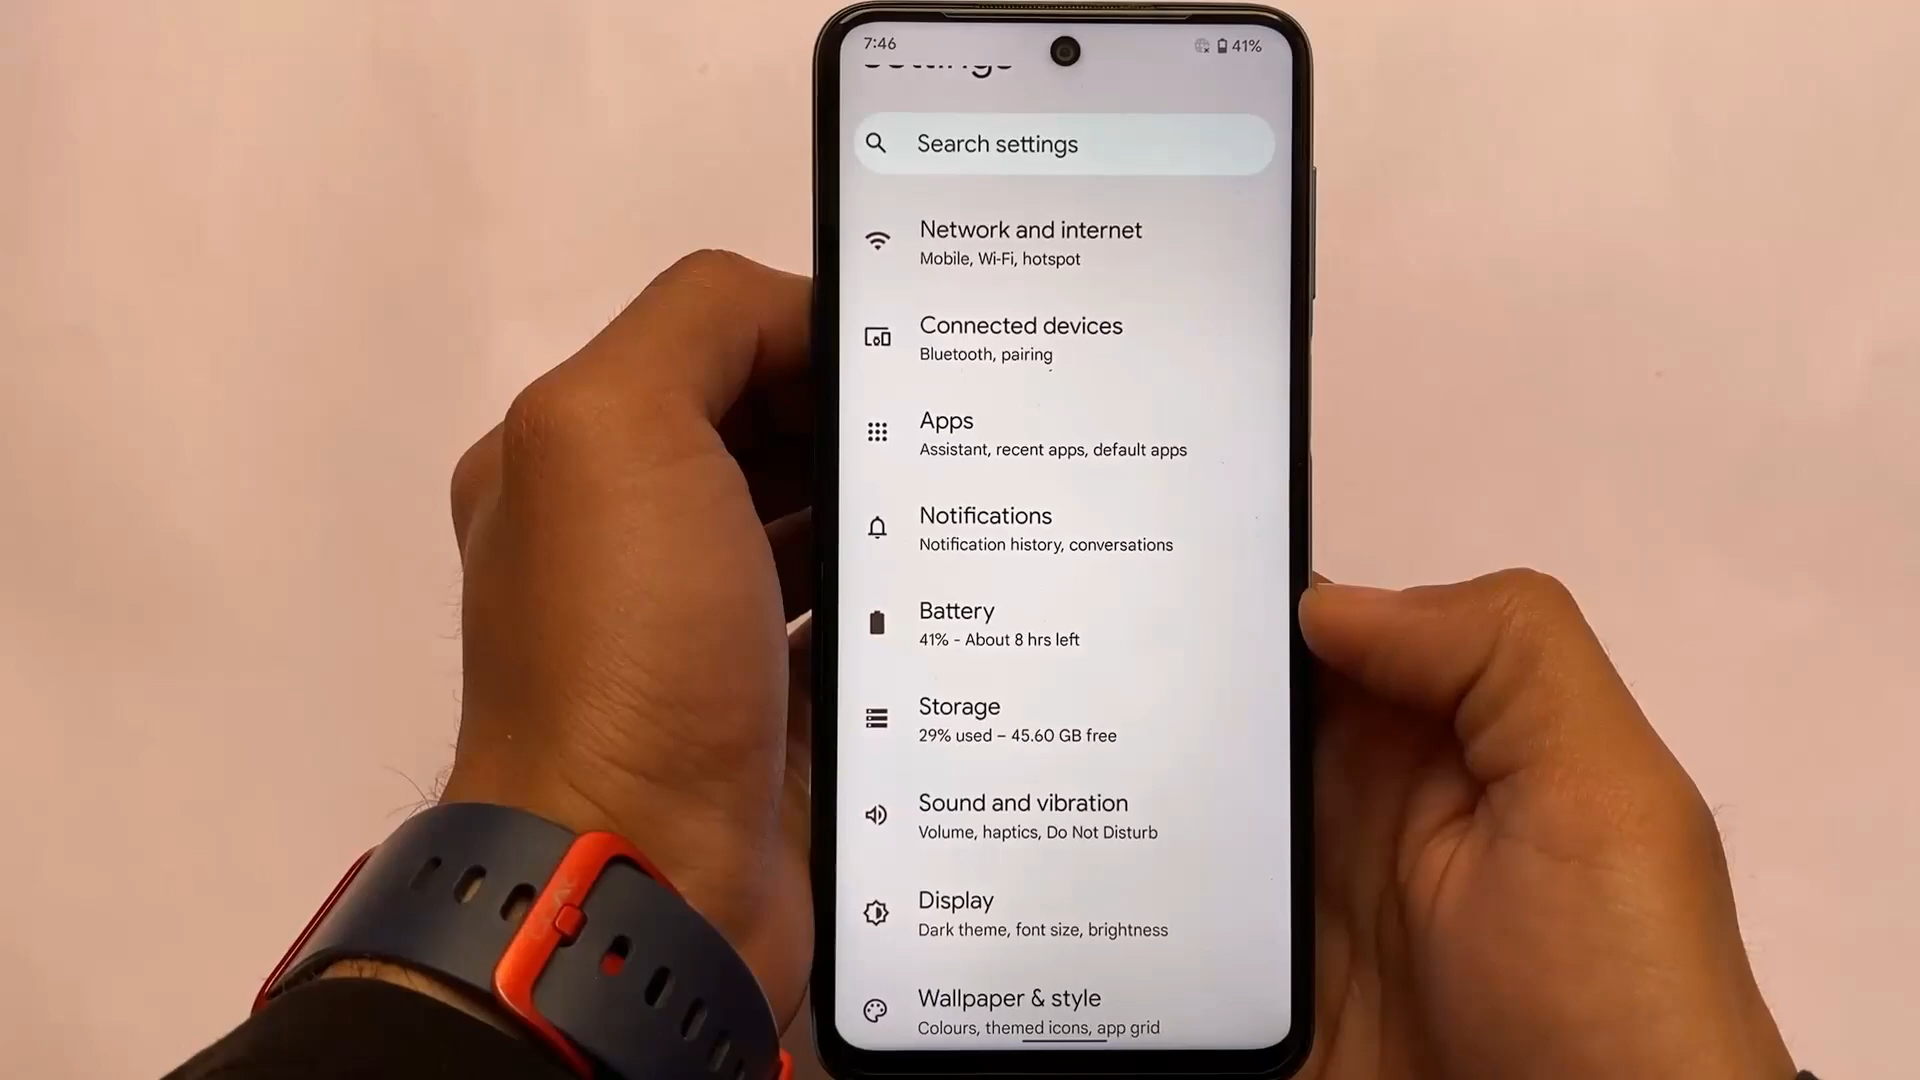 7:46
41%
Settings
Search settings
Network and internet
Mobile, Wi-Fi, hotspot
Connected devices
Bluetooth, pairing
Apps
Assistant, recent apps, default apps
Notifications
Notification history, conversations
Battery
41% - About 8 hrs left
Storage
29% used – 45.60 GB free
Sound and vibration
Volume, haptics, Do Not Disturb
Display
Dark theme, font size, brightness
Wallpaper & style
Colours, themed icons, app grid